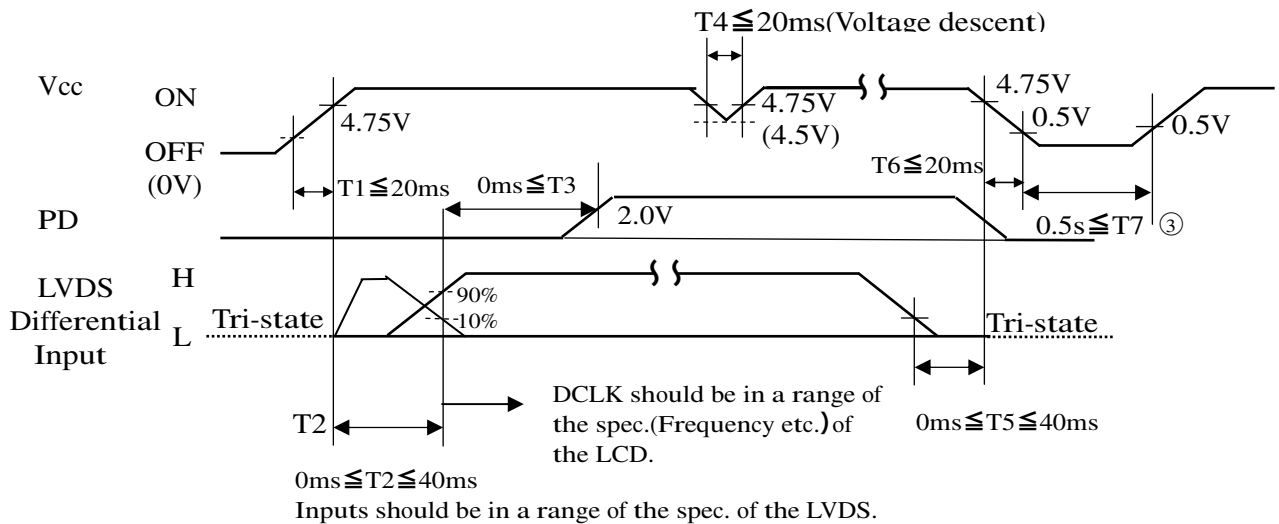 T4≦20ms(Voltage descent)
Vcc
ON
4.75V
4.75V
(4.5V)
4.75V
0.5V
0.5V
OFF
(0V)
T1≦20ms
0ms≦T3
T6≦20ms
PD
2.0V
0.5s≦T7 ③
LVDS
Differential
Input
H
L
90%
10%
Tri-state
Tri-state
T2
DCLK should be in a range of
the spec.(Frequency etc.)of
the LCD.
0ms≦T5≦40ms
0ms≦T2≦40ms
Inputs should be in a range of the spec. of the LVDS.